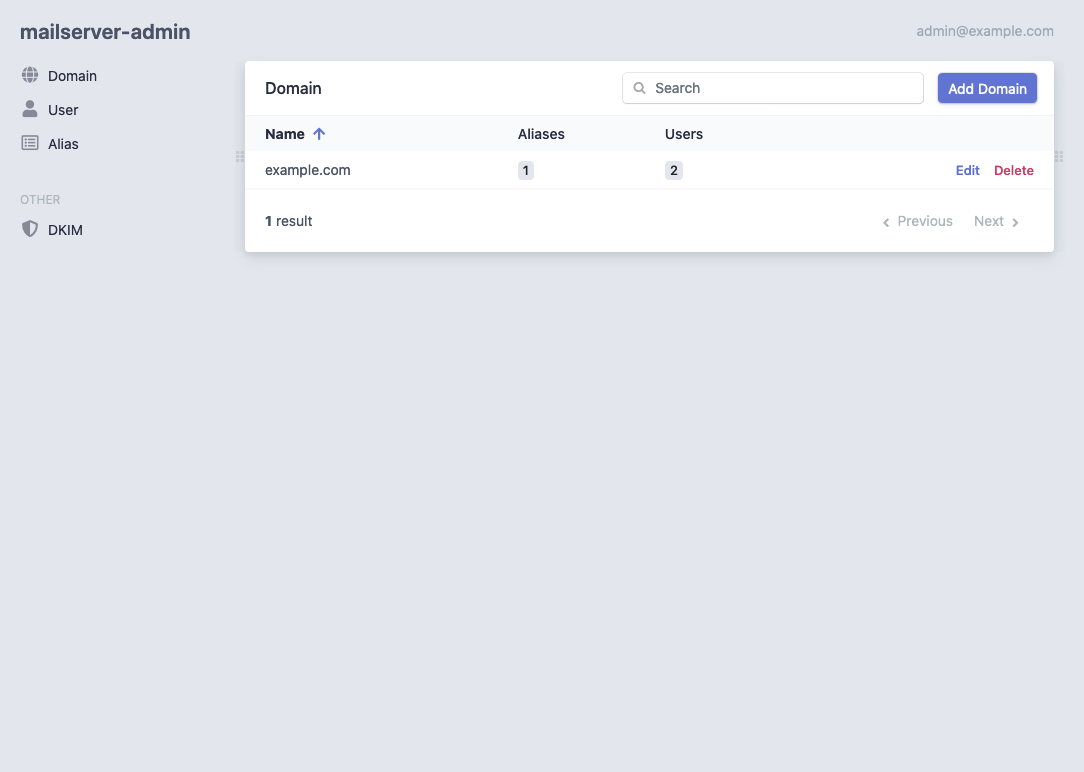 mailserver-admin
admin@example.com
Domain
User
Alias
OTHER
DKIM
Domain
Search
Add Domain
Name Aliases Users
example.com 1 2 Edit Delete
1 result Previous Next